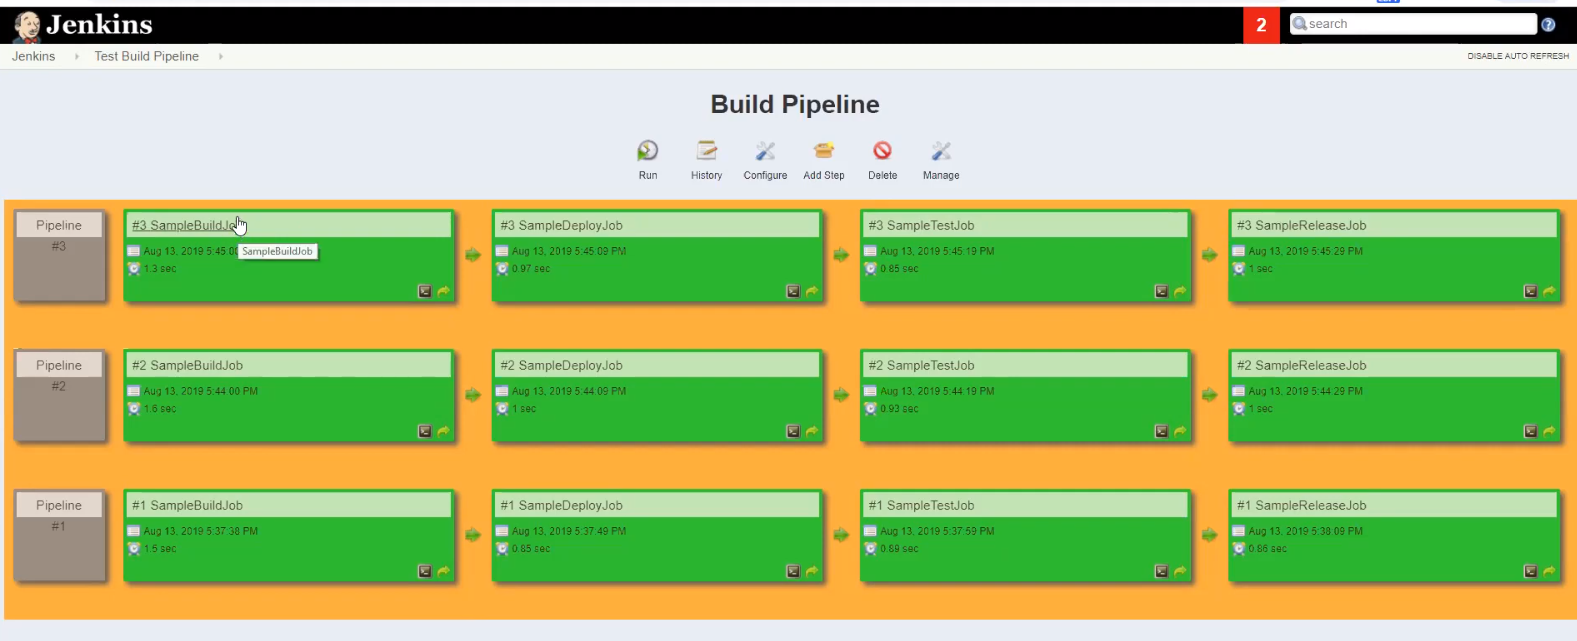 Jenkins
2
search
Jenkins
Test Build Pipeline
DISABLE AUTO REFRESH
Build Pipeline
Run
History
Configure
Add Step
Delete
Manage
Pipeline
#3
#3 SampleBuildJo
Aug 13, 2019 5:45:00
SampleBuildJob
1.3 sec
#3 SampleDeployJob
Aug 13, 2019 5:45:09 PM
0.97 sec
#3 SampleTestJob
Aug 13, 2019 5:45:19 PM
0.85 sec
#3 SampleReleaseJob
Aug 13, 2019 5:45:29 PM
1 sec
Pipeline
#2
#2 SampleBuildJob
Aug 13, 2019 5:44:00 PM
1.6 sec
#2 SampleDeployJob
Aug 13, 2019 5:44:09 PM
1 sec
#2 SampleTestJob
Aug 13, 2019 5:44:19 PM
0.93 sec
#2 SampleReleaseJob
Aug 13, 2019 5:44:29 PM
1 sec
Pipeline
#1
#1 SampleBuildJob
Aug 13, 2019 5:37:38 PM
1.5 sec
#1 SampleDeployJob
Aug 13, 2019 5:37:49 PM
0.85 sec
#1 SampleTestJob
Aug 13, 2019 5:37:59 PM
0.89 sec
#1 SampleReleaseJob
Aug 13, 2019 5:38:09 PM
0.86 sec